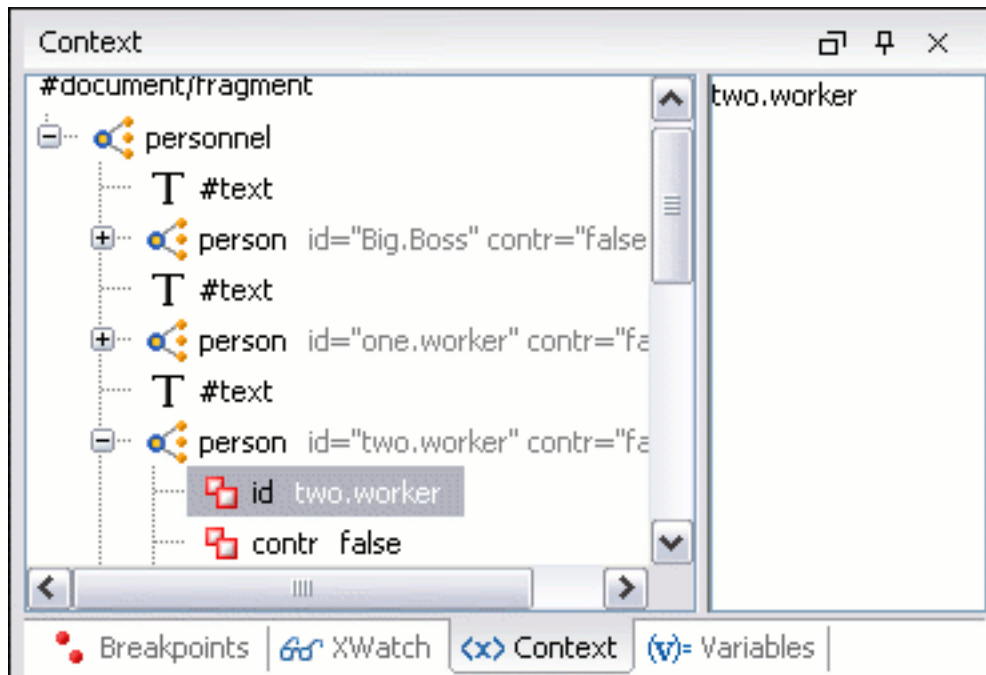 Context
#document/fragment
two.worker
personnel
T #text
person id="Big.Boss" contr="false
T #text
person id="one.worker" contr="fa
T #text
person id="two.worker" contr="fa
id two.worker
contr false
Breakpoints XWatch <x> Context (v)= Variables